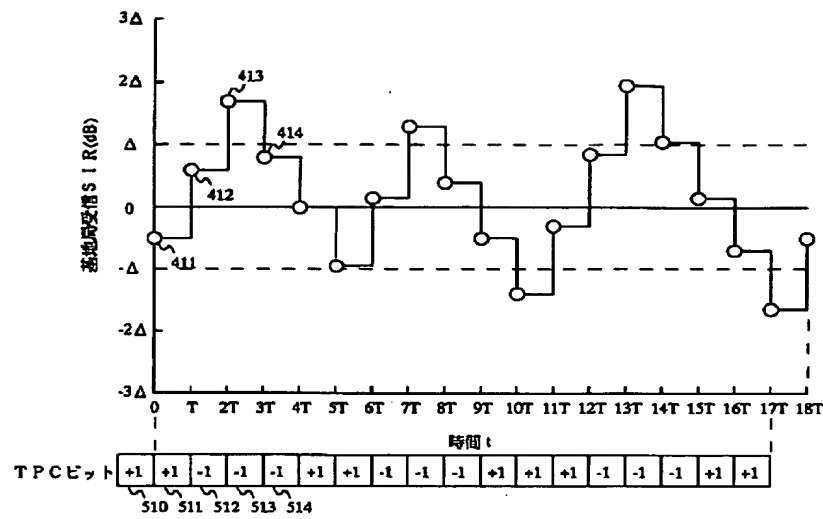 3Δ
413
2Δ
414
Δ
基地局受信SIR(dB)
412
0
411
-Δ
-2Δ
-3Δ
0 T 2T 3T 4T 5T 6T 7T 8T 9T 10T 11T 12T 13T 14T 15T 16T 17T 18T
時間 t
TPCビット +1 +1 -1 -1 -1 +1 +1 -1 -1 -1 +1 +1 +1 -1 -1 -1 +1 +1
510 511 512 513 514